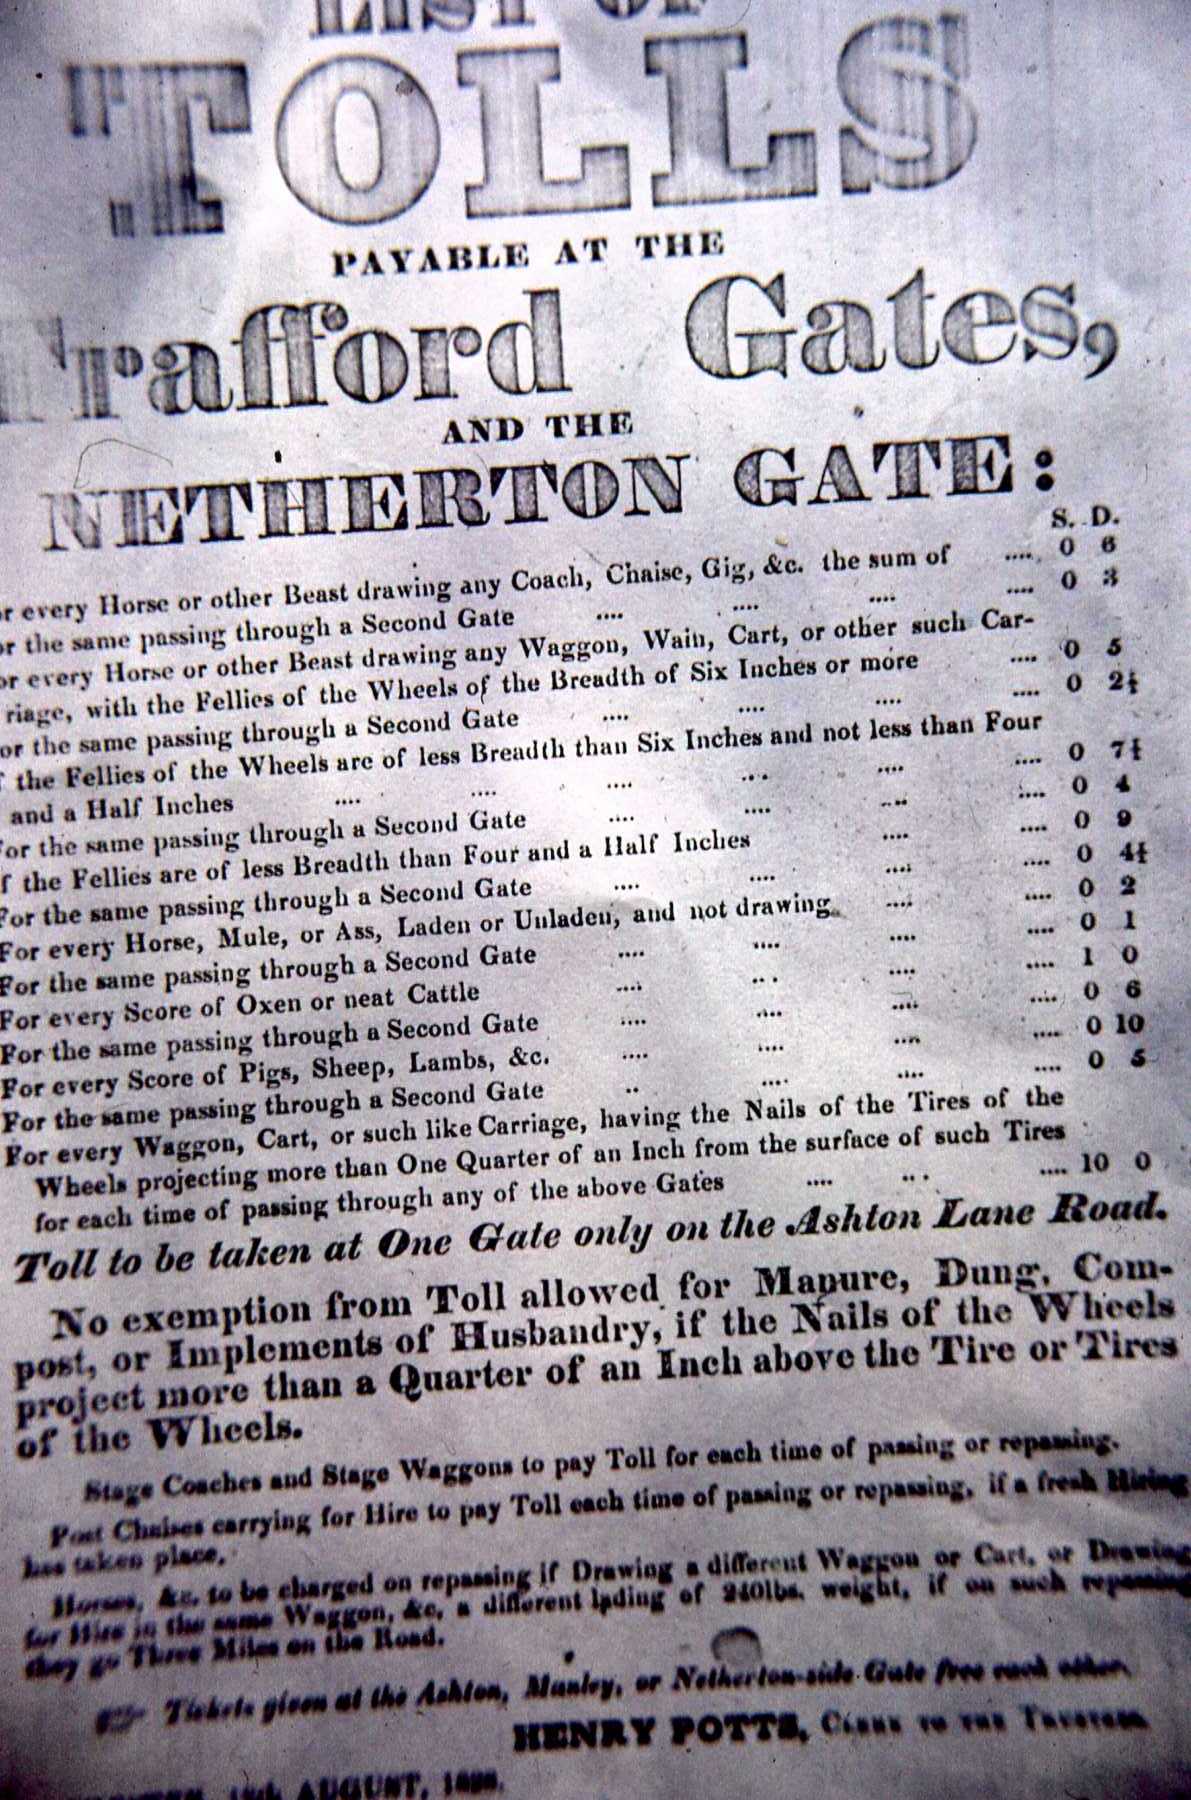 LIST OF
TOLLS
PAYABLE AT THE
Trafford Gates,
AND THE
NETHERTON GATE:
S. D.
or every Horse or other Beast drawing any Coach, Chaise, Gig, &c. the sum of .... 0 6
or the same passing through a Second Gate .... .... .... .... 0 3
or every Horse or other Beast drawing any Waggon, Wain, Cart, or other such Car-
riage, with the Fellies of the Wheels of the Breadth of Six Inches or more .... 0 5
or the same passing through a Second Gate .... .... .... .... 0 2½
f the Fellies of the Wheels are of less Breadth than Six Inches and not less than Four
and a Half Inches .... .... .... .... .... .... 0 7½
For the same passing through a Second Gate .... .... .... .... 0 4
f the Fellies are of less Breadth than Four and a Half Inches .... .... 0 9
For the same passing through a Second Gate .... .... .... .... 0 4½
For every Horse, Mule, or Ass, Laden or Unladen, and not drawing .... .... 0 2
For the same passing through a Second Gate .... .... .... .... 0 1
For every Score of Oxen or neat Cattle .... .... .... .... 1 0
For the same passing through a Second Gate .... .... .... .... 0 6
For every Score of Pigs, Sheep, Lambs, &c. .... .... .... .... 0 10
For the same passing through a Second Gate .. .... .... .... 0 5
For every Waggon, Cart, or such like Carriage, having the Nails of the Tires of the
Wheels projecting more than One Quarter of an Inch from the surface of such Tires
for each time of passing through any of the above Gates .... ... .... 10 0
Toll to be taken at One Gate only on the Ashton Lane Road.
No exemption from Toll allowed for Manure, Dung, Com-
post, or Implements of Husbandry, if the Nails of the Wheels
project more than a Quarter of an Inch above the Tire or Tires
of the Wheels.
Stage Coaches and Stage Waggons to pay Toll for each time of passing or repassing.
Post Chaises carrying for Hire to pay Toll each time of passing or repassing, if a fresh Hiring
has taken place.
Horses, &c. to be charged on repassing if Drawing a different Waggon or Cart, or Drawing
for Hire in the same Waggon, &c. a different lading of 240lbs. weight, if on such repassing
they go Three Miles on the Road.
☞ Tickets given at the Ashton, Manley, or Netherton-side Gate free each other.
HENRY POTTS, CLERK TO THE TRUSTEES.
AUGUST,